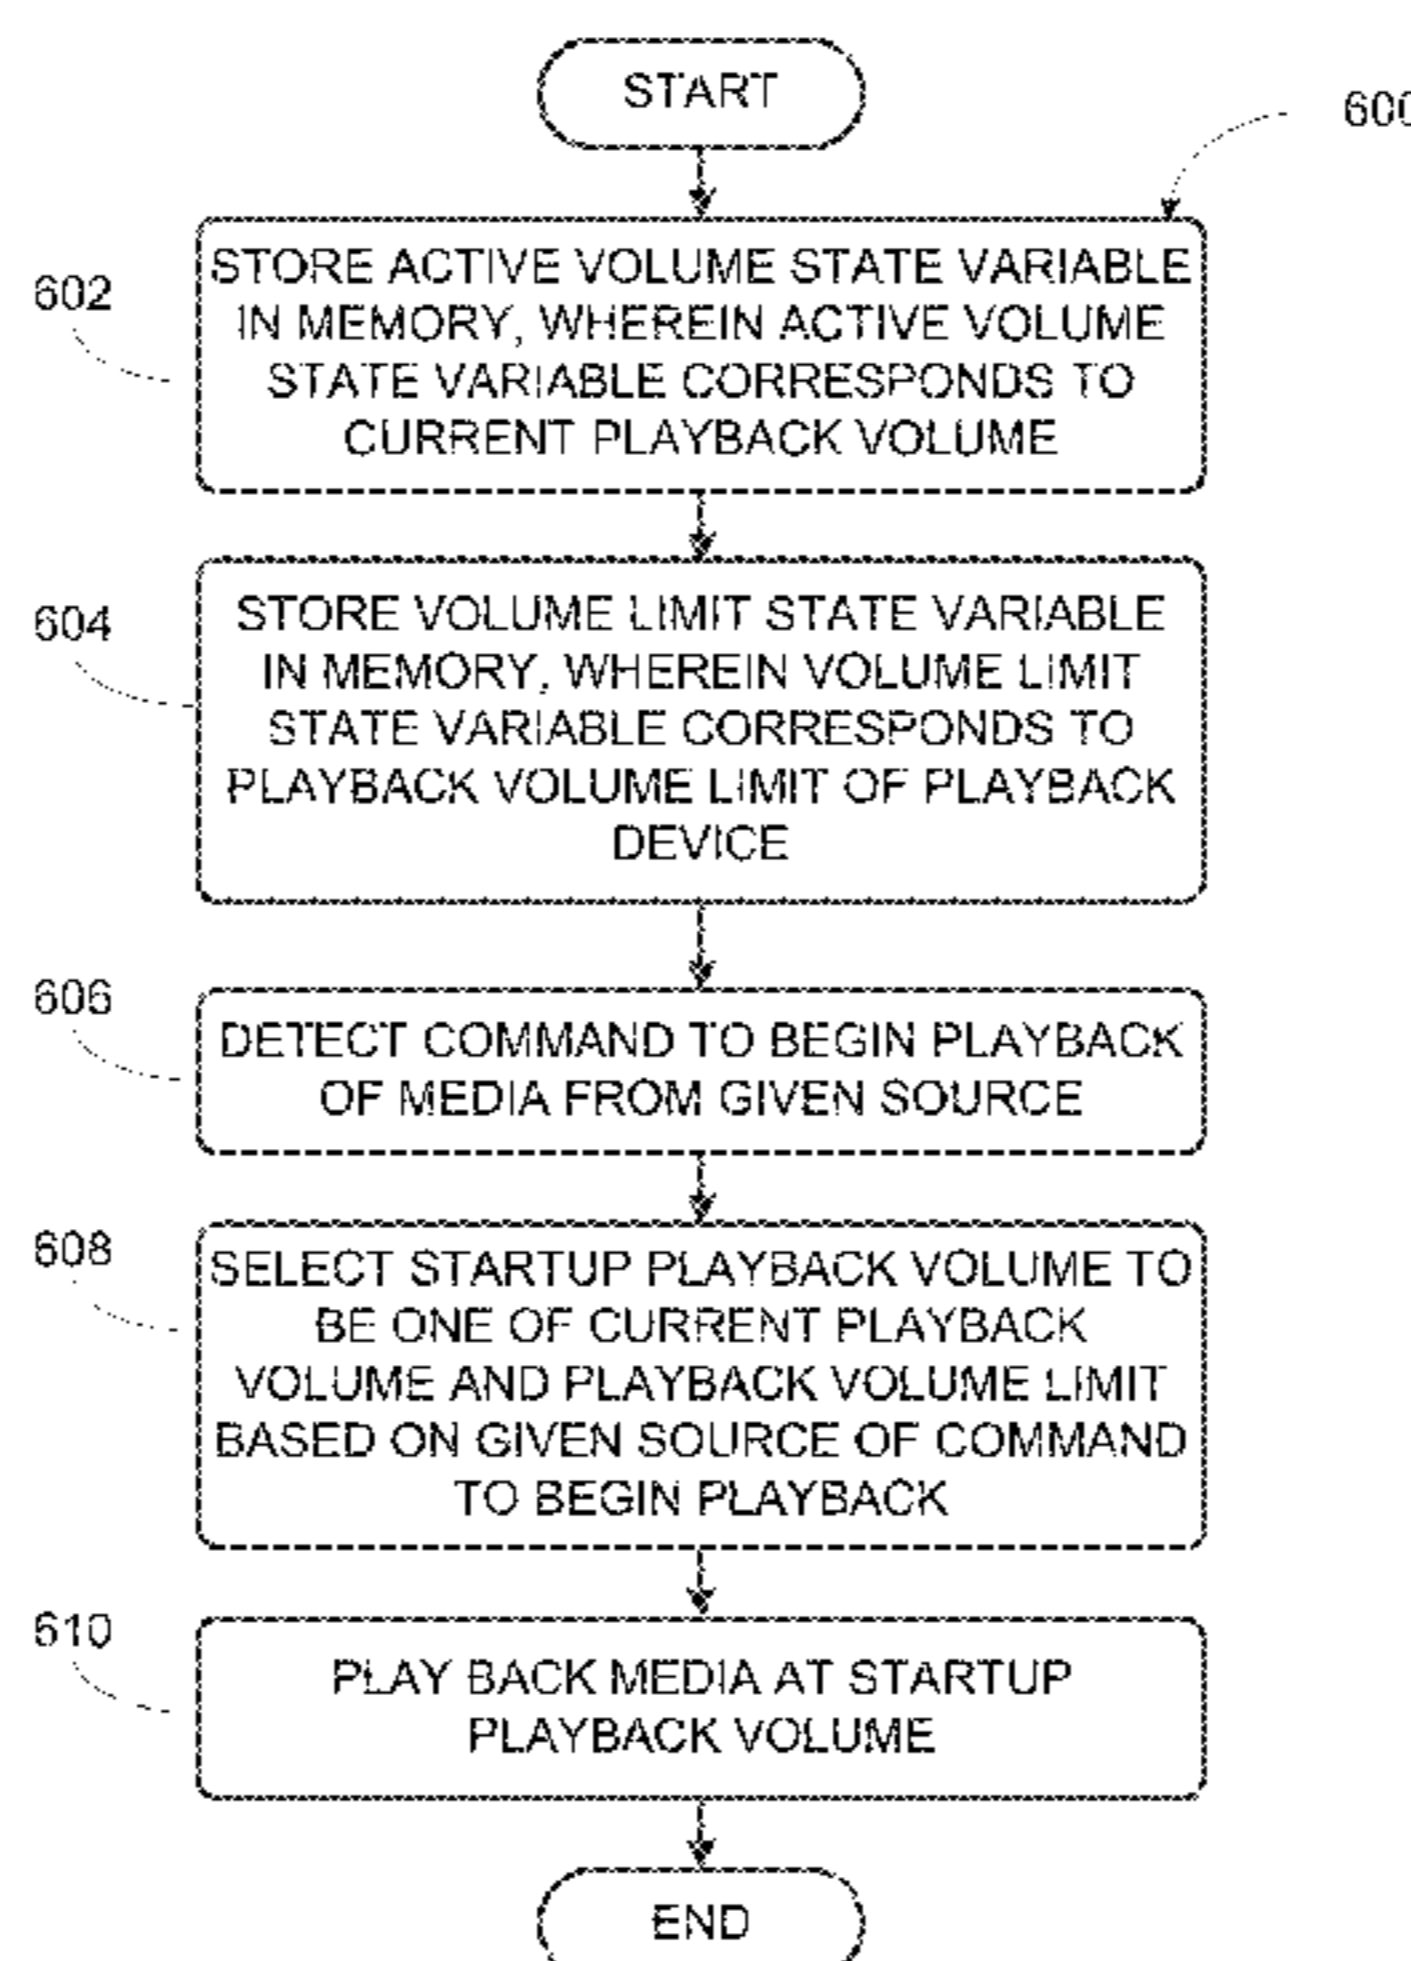 START
600
602
STORE ACTIVE VOLUME STATE VARIABLE
IN MEMORY, WHEREIN ACTIVE VOLUME
STATE VARIABLE CORRESPONDS TO
CURRENT PLAYBACK VOLUME
604
STORE VOLUME LIMIT STATE VARIABLE
IN MEMORY, WHEREIN VOLUME LIMIT
STATE VARIABLE CORRESPONDS TO
PLAYBACK VOLUME LIMIT OF PLAYBACK
DEVICE
606
DETECT COMMAND TO BEGIN PLAYBACK
OF MEDIA FROM GIVEN SOURCE
608
SELECT STARTUP PLAYBACK VOLUME TO
BE ONE OF CURRENT PLAYBACK
VOLUME AND PLAYBACK VOLUME LIMIT
BASED ON GIVEN SOURCE OF COMMAND
TO BEGIN PLAYBACK
610
PLAY BACK MEDIA AT STARTUP
PLAYBACK VOLUME
END